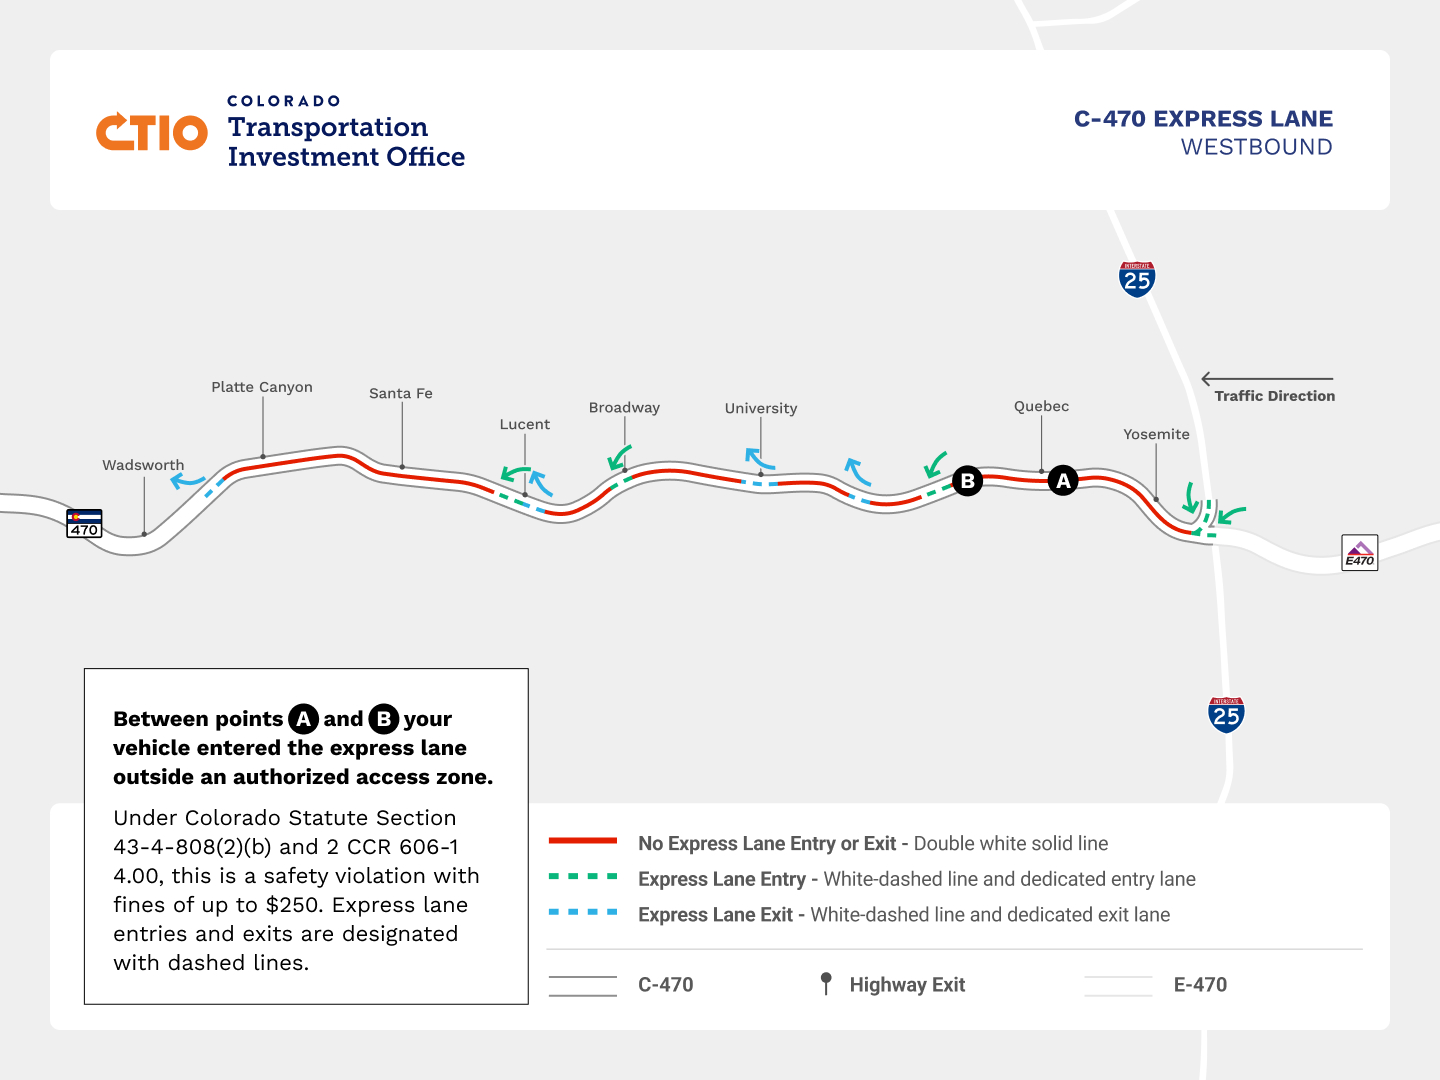 CTIO
COLORADO
Transportation
Investment Office
C-470 EXPRESS LANE
WESTBOUND
INTERSTATE
25
Traffic Direction
Platte Canyon
Santa Fe
Broadway
University
Quebec
Lucent
Yosemite
Wadsworth
B
A
470
E470
INTERSTATE
25
Between points A and B your
vehicle entered the express lane
outside an authorized access zone.
Under Colorado Statute Section
43-4-808(2)(b) and 2 CCR 606-1
4.00, this is a safety violation with
fines of up to $250. Express lane
entries and exits are designated
with dashed lines.
No Express Lane Entry or Exit - Double white solid line
Express Lane Entry - White-dashed line and dedicated entry lane
Express Lane Exit - White-dashed line and dedicated exit lane
C-470
Highway Exit
E-470